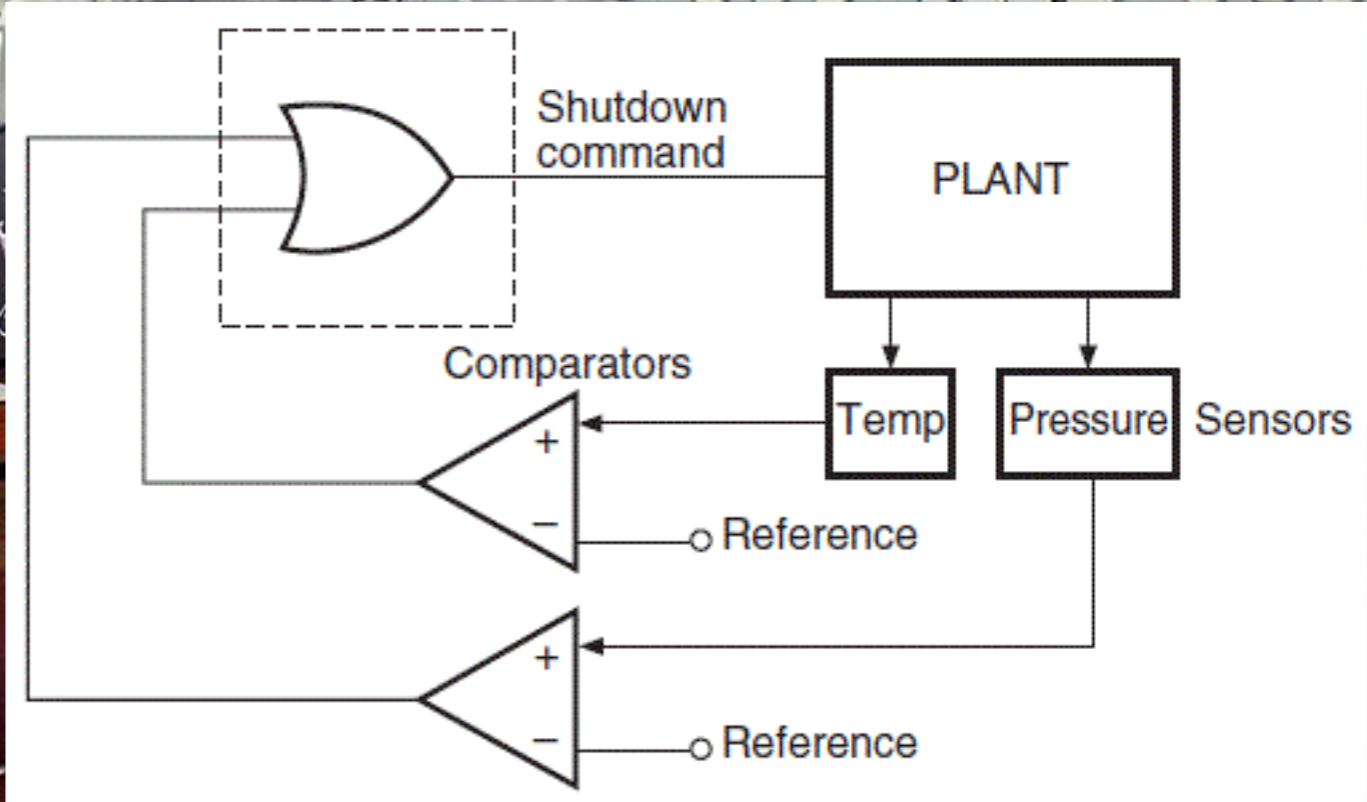 Shutdown
command
PLANT
Comparators
Temp
Pressure
Sensors
+
−
Reference
+
−
Reference